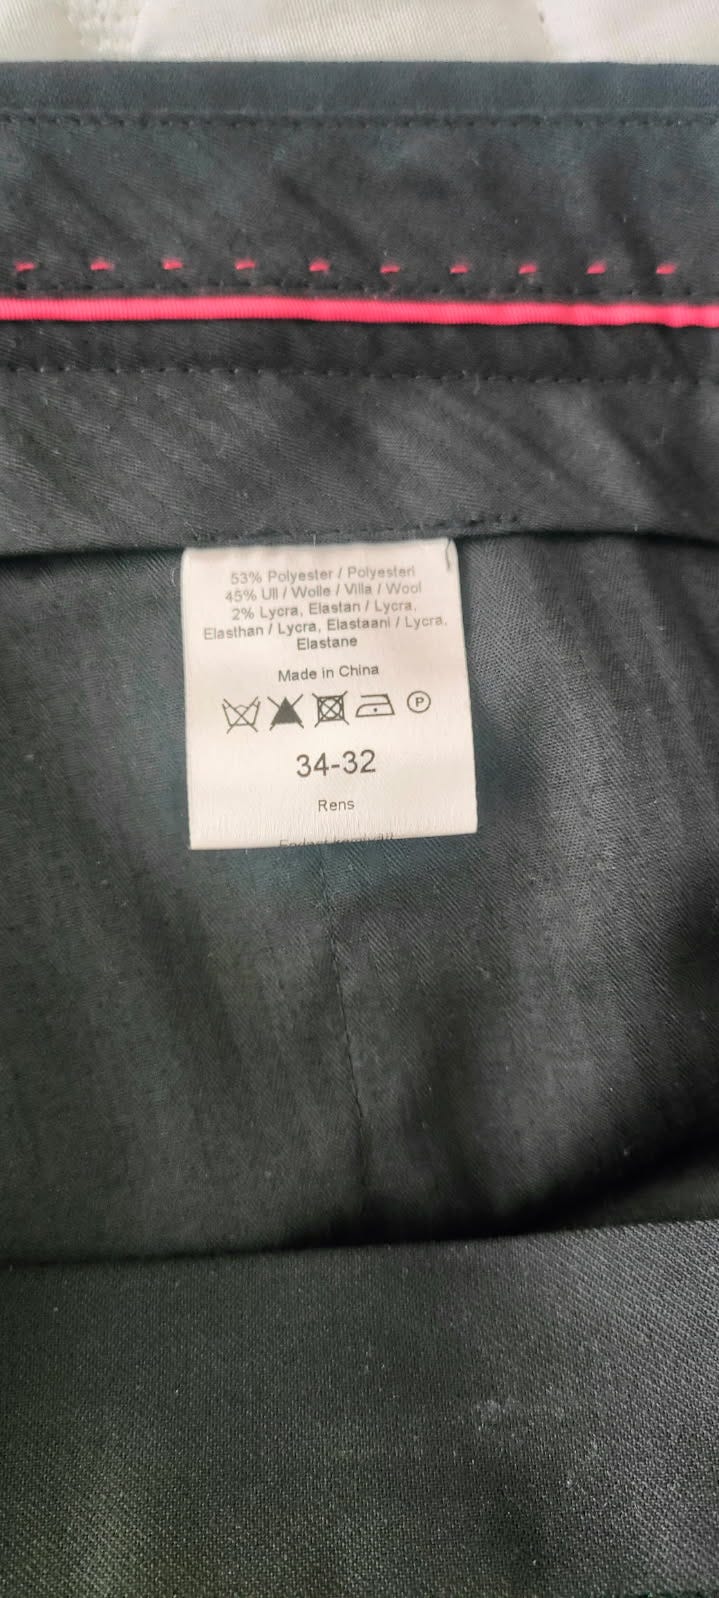 53% Polyester / Polyesteri
45% Ull / Wolle / Villa / Wool
2% Lycra, Elastan / Lycra,
Elasthan / Lycra, Elastaani / Lycra,
Elastane
Made in China
P
34-32
Rens